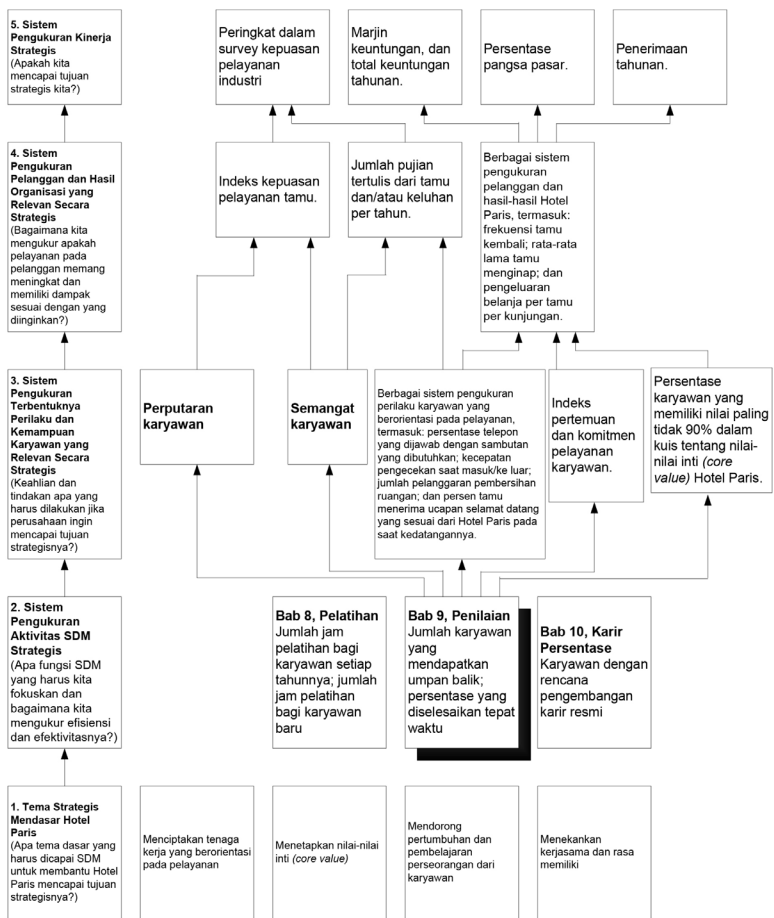 5. Sistem
Pengukuran Kinerja
Strategis
(Apakah kita
mencapai tujuan
strategis kita?)
Peringkat dalam
survey kepuasan
pelayanan
industri
Marjin
keuntungan, dan
total keuntungan
tahunan.
Persentase
pangsa pasar.
Penerimaan
tahunan.
4. Sistem
Pengukuran
Pelanggan dan Hasil
Organisasi yang
Relevan Secara
Strategis
(Bagaimana kita
mengukur apakah
pelayanan pada
pelanggan memang
meningkat dan
memiliki dampak
sesuai dengan yang
diinginkan?)
Indeks kepuasan
pelayanan tamu.
Jumlah pujian
tertulis dari tamu
dan/atau keluhan
per tahun.
Berbagai sistem
pengukuran
pelanggan dan
hasil-hasil Hotel
Paris, termasuk:
frekuensi tamu
kembali; rata-rata
lama tamu
menginap; dan
pengeluaran
belanja per tamu
per kunjungan.
3. Sistem
Pengukuran
Terbentuknya
Perilaku dan
Kemampuan
Karyawan yang
Relevan Secara
Strategis
(Keahlian dan
tindakan apa yang
harus dilakukan jika
perusahaan ingin
mencapai tujuan
strategisnya?)
Perputaran
karyawan
Semangat
karyawan
Berbagai sistem pengukuran
perilaku karyawan yang
berorientasi pada pelayanan,
termasuk: persentase telepon
yang dijawab dengan sambutan
yang dibutuhkan; kecepatan
pengecekan saat masuk/ke luar;
jumlah pelanggaran pembersihan
ruangan; dan persen tamu
menerima ucapan selamat datang
yang sesuai dari Hotel Paris pada
saat kedatangannya.
Indeks
pertemuan
dan komitmen
pelayanan
karyawan.
Persentase
karyawan yang
memiliki nilai paling
tidak 90% dalam
kuis tentang nilai-
nilai inti (core
value) Hotel Paris.
2. Sistem
Pengukuran
Aktivitas SDM
Strategis
(Apa fungsi SDM
yang harus kita
fokuskan dan
bagaimana kita
mengukur efisiensi
dan efektivitasnya?)
Bab 8, Pelatihan
Jumlah jam
pelatihan bagi
karyawan setiap
tahunnya; jumlah
jam pelatihan
bagi karyawan
baru
Bab 9, Penilaian
Jumlah karyawan
yang
mendapatkan
umpan balik;
persentase yang
diselesaikan tepat
waktu
Bab 10, Karir
Persentase
Karyawan dengan
rencana
pengembangan
karir resmi
1. Tema Strategis
Mendasar Hotel
Paris
(Apa tema dasar yang
harus dicapai SDM
untuk membantu Hotel
Paris mencapai tujuan
strategisnya?)
Menciptakan tenaga
kerja yang berorientasi
pada pelayanan
Menetapkan nilai-nilai
inti (core value)
Mendorong
pertumbuhan dan
pembelajaran
perseorangan dari
karyawan
Menekankan
kerjasama dan rasa
memiliki